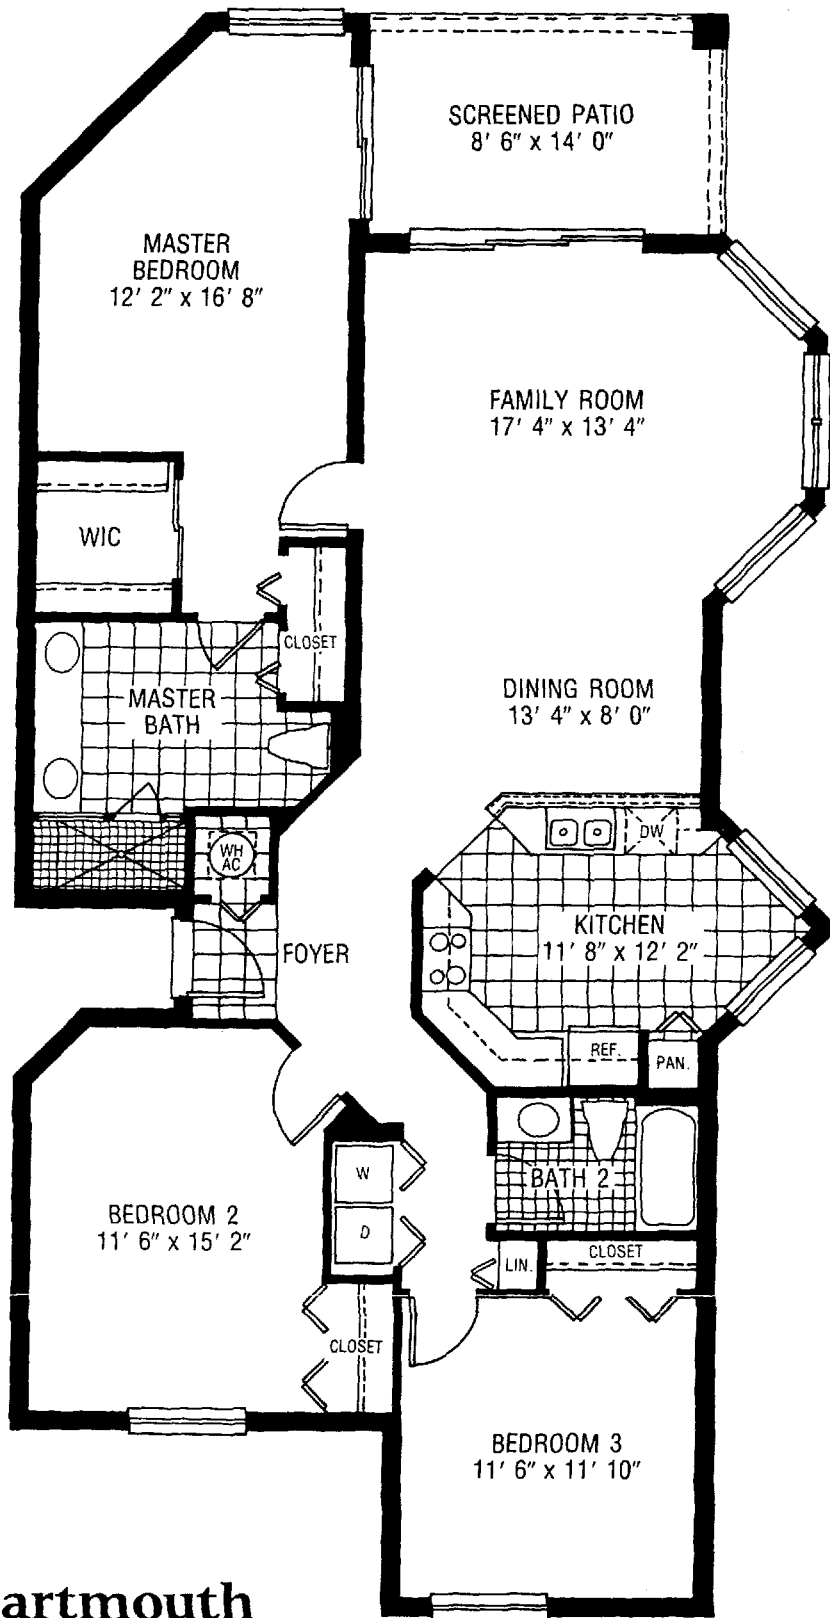 SCREENED PATIO
8' 6" x 14' 0"
MASTER
BEDROOM
12' 2" x 16' 8"
FAMILY ROOM
17' 4" x 13' 4"
WIC
CLOSET
MASTER
BATH
DINING ROOM
13' 4" x 8' 0"
WH
AC
DW
FOYER
KITCHEN
11' 8" x 12' 2"
REF.
PAN.
BATH 2
W
D
BEDROOM 2
11' 6" x 15' 2"
LIN.
CLOSET
CLOSET
BEDROOM 3
11' 6" x 11' 10"
artmouth